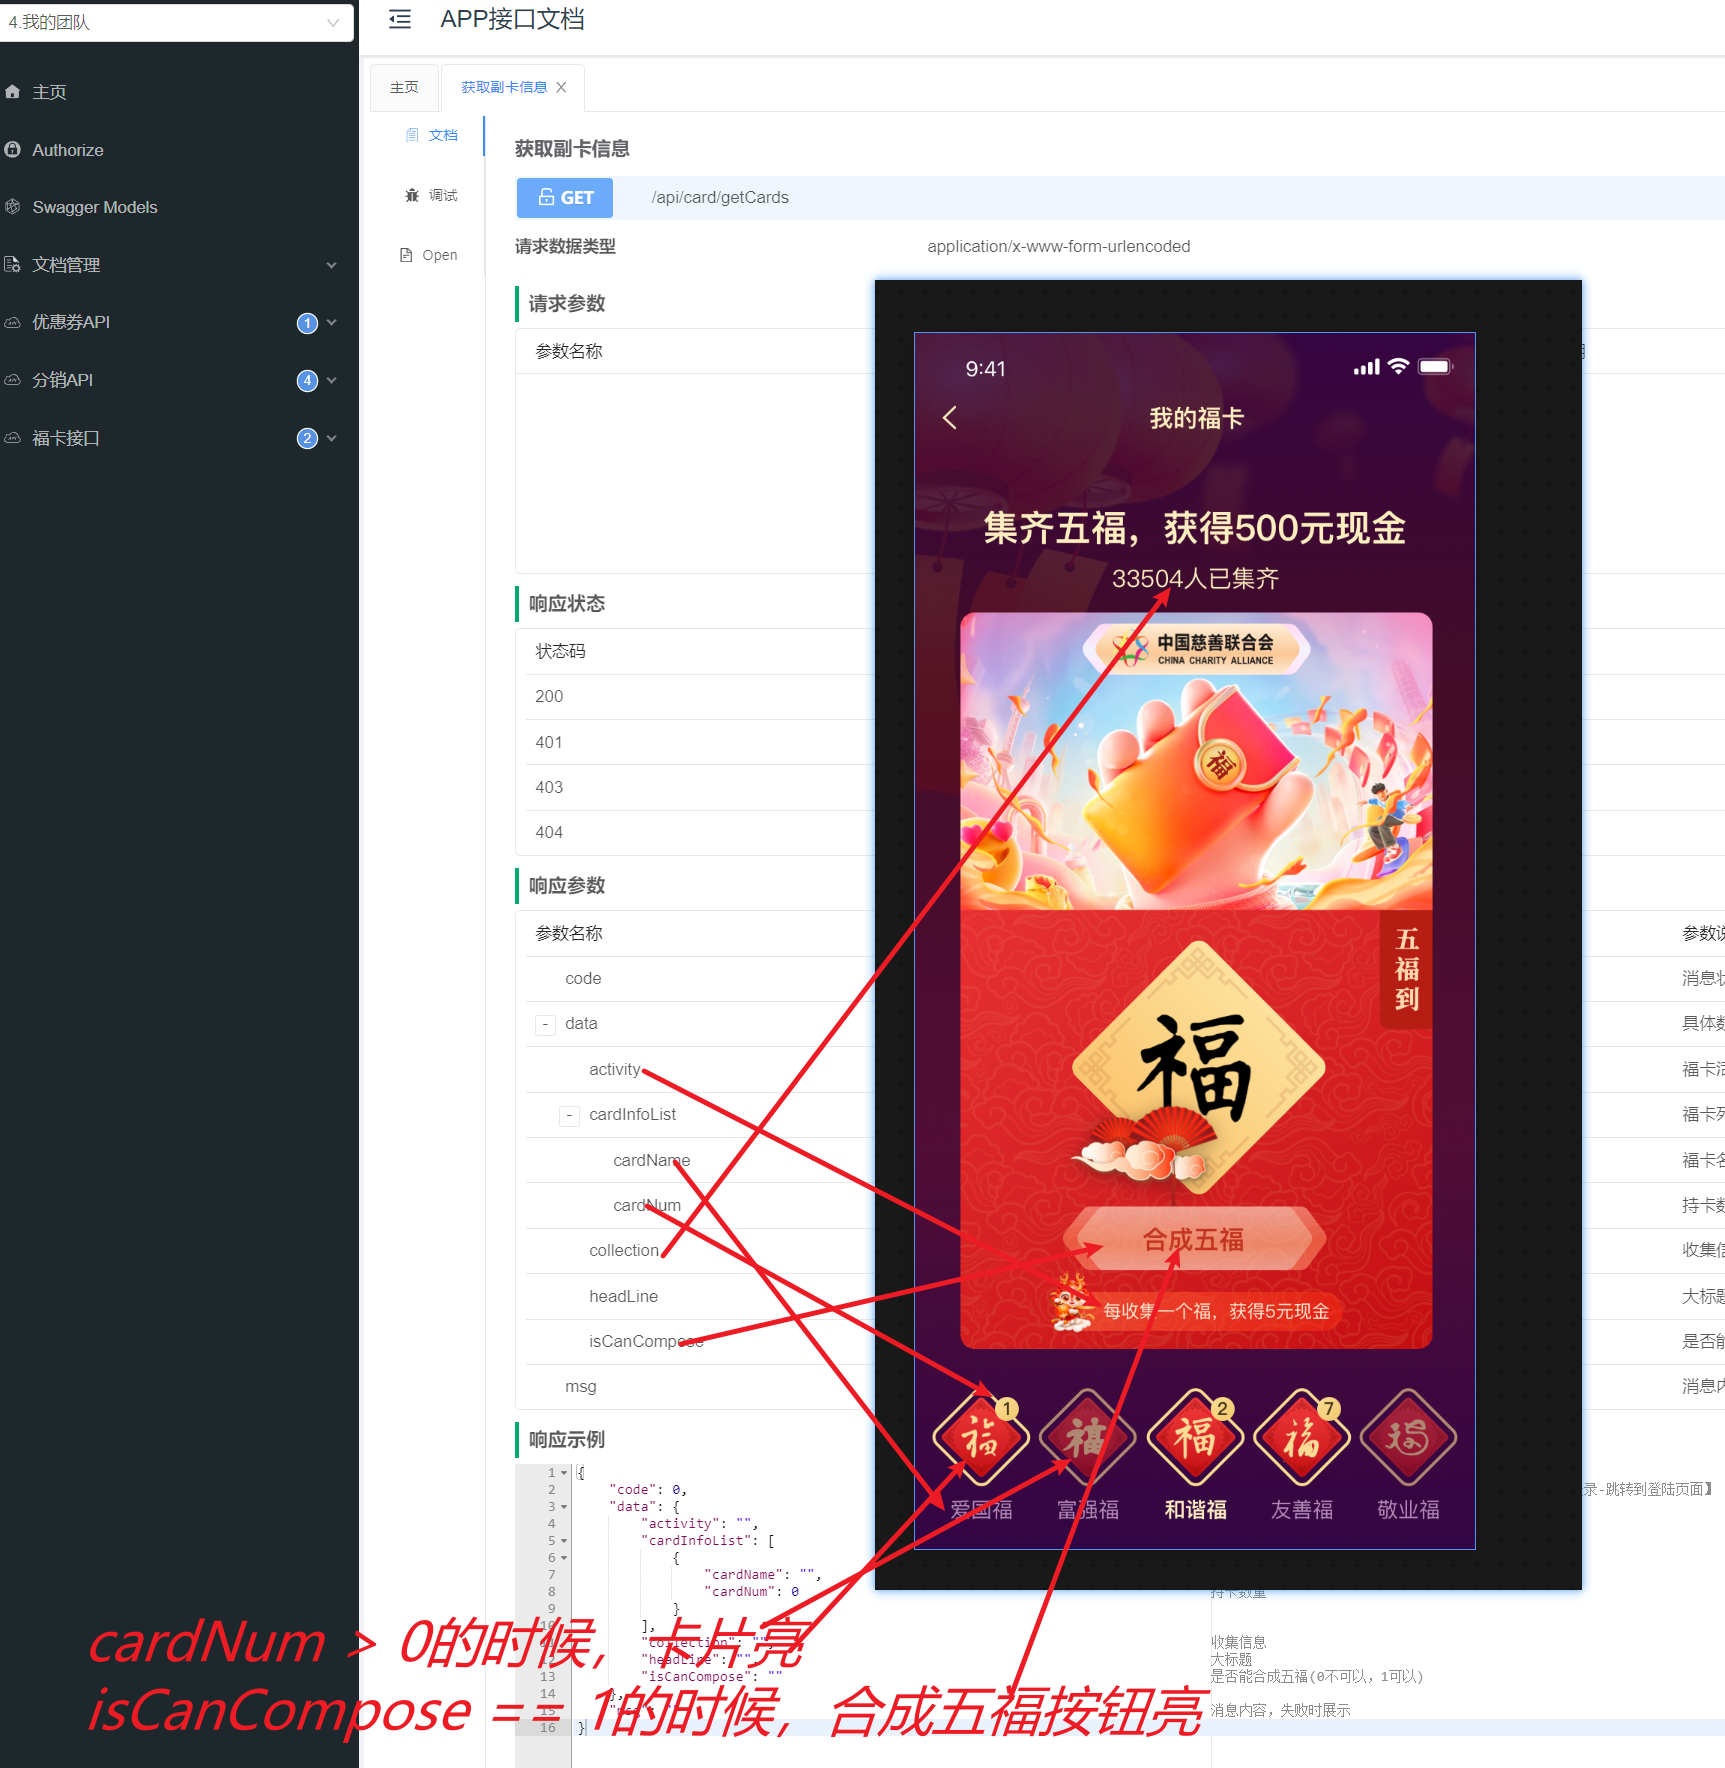 4.我的团队
主页
Authorize
Swagger Models
文档管理
优惠券API
1
分销API
4
福卡接口
2
APP接口文档
主页
获取副卡信息
文档
调试
Open
获取副卡信息
GET
/api/card/getCards
请求数据类型
application/x-www-form-urlencoded
请求参数
参数名称
响应状态
状态码
200
401
403
404
响应参数
参数名称
参数说
code
消息状
data
具体数
activity
福卡活
cardInfoList
福卡列
cardName
福卡名
cardNum
持卡数
collection
收集信
headLine
大标题
isCanCompose
是否能
msg
消息内
响应示例
1 {
2 "code": 0,
3 "data": {
4 "activity": "",
5 "cardInfoList": [
6 {
7 "cardName": "",
8 "cardNum": 0
9 }
10 ],
"collection": "",
12 "headLine": "",
13 "isCanCompose": ""
14 },
15
16 }
录-跳转到登陆页面】
持卡数量
收集信息
大标题
是否能合成五福(0不可以，1可以)
消息内容，失败时展示
9:41
我的福卡
集齐五福，获得500元现金
33504人已集齐
中国慈善联合会
CHINA CHARITY ALLIANCE
福
五福到
福
合成五福
每收集一个福，获得5元现金
福 1
福
福 2
福 7
福
爱国福
富强福
和谐福
友善福
敬业福
cardNum > 0的时候，卡片亮
isCanCompose == 1的时候，合成五福按钮亮